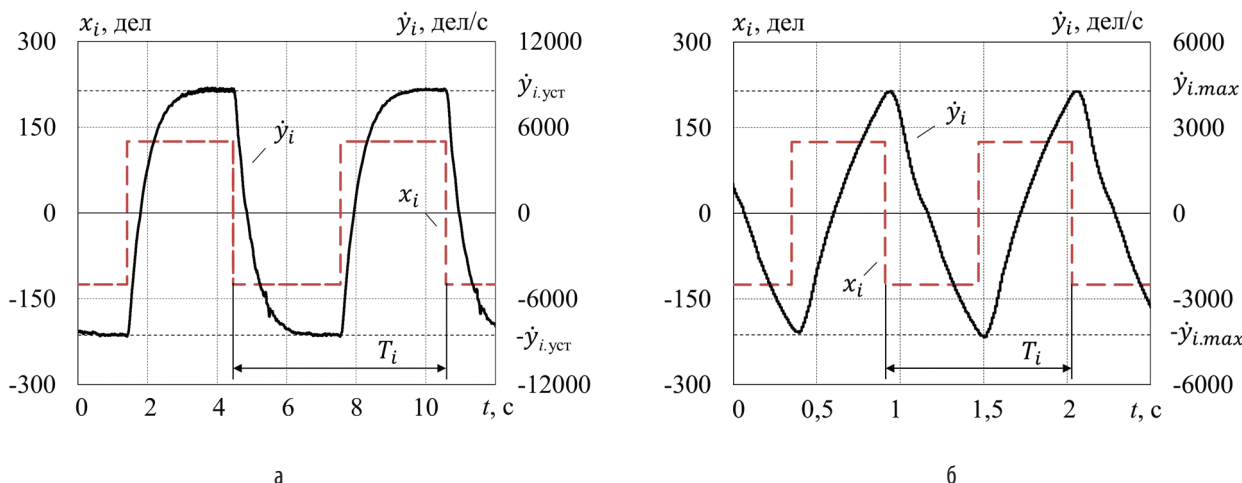 xᵢ, дел ẏᵢ, дел/с
300 12000
ẏᵢ.уст
150 6000
ẏᵢ
xᵢ
0 0
-150 -6000
-ẏᵢ.уст
Tᵢ
-300 -12000
0 2 4 6 8 10 t, с
а
xᵢ, дел ẏᵢ, дел/с
300 6000
ẏᵢ.max
150 3000
ẏᵢ
0 0
xᵢ
-150 -3000
-ẏᵢ.max
Tᵢ
-300 -6000
0 0,5 1 1,5 2 t, с
б